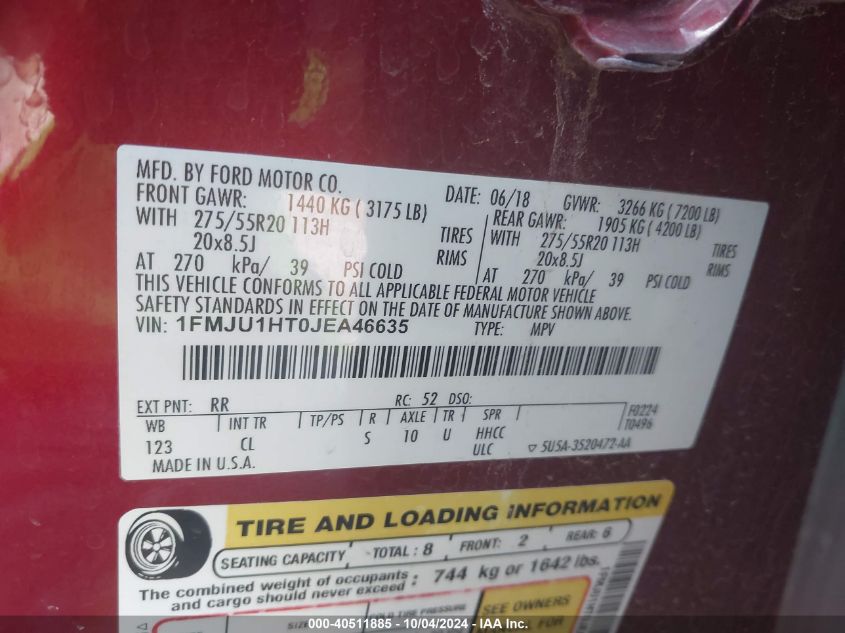 MFD. BY FORD MOTOR CO.
DATE: 06/18 GVWR: 3266 KG ( 7200 LB)
FRONT GAWR: 1440 KG ( 3175 LB) REAR GAWR: 1905 KG ( 4200 LB)
WITH 275/55R20 113H TIRES WITH 275/55R20 113H TIRES
20x8.5J RIMS 20x8.5J RIMS
AT 270 kPa/ 39 PSI COLD AT 270 kPa/ 39 PSI COLD
THIS VEHICLE CONFORMS TO ALL APPLICABLE FEDERAL MOTOR VEHICLE
SAFETY STANDARDS IN EFFECT ON THE DATE OF MANUFACTURE SHOWN ABOVE.
VIN: 1FMJU1HT0JEA46635 TYPE: MPV
EXT PNT: RR RC: 52 DSO:
WB INT TR TP/PS R AXLE TR SPR F0224
123 CL S 10 U HHCC T0496
ULC ▽ 5U5A-3520472-AA
MADE IN U.S.A.
TIRE AND LOADING INFORMATION
SEATING CAPACITY TOTAL : 8 FRONT: 2 REAR: 6
The combined weight of occupants and cargo should never exceed : 744 kg or 1642 lbs.
SIZE COLD TIRE PRESSURE SEE OWNERS
MANUAL FOR
000-40511885 - 10/04/2024 - IAA Inc.